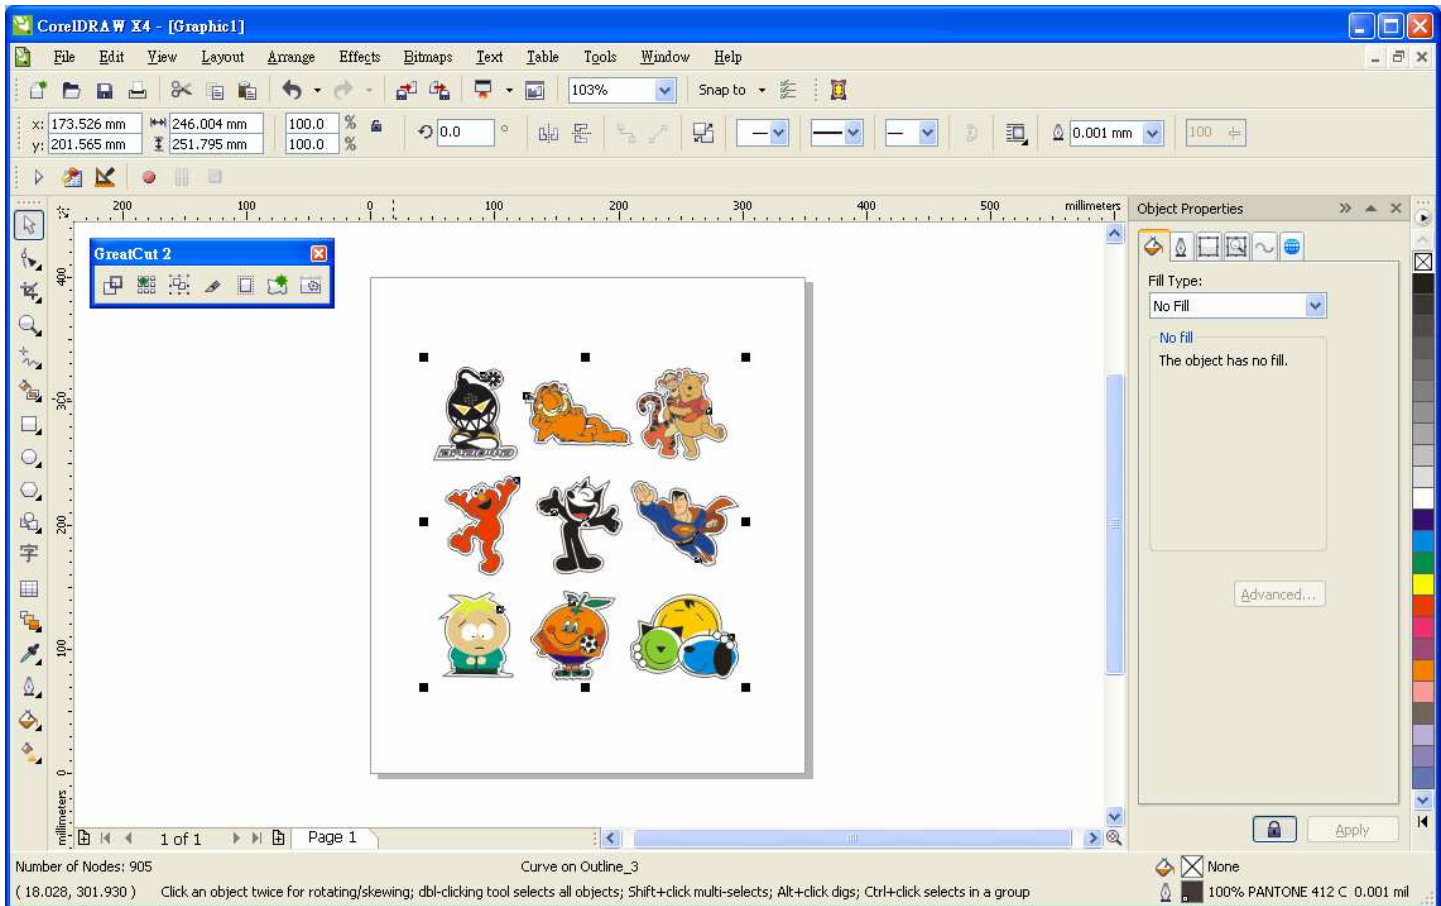 CorelDRAW X4 - [Graphic1]
File Edit View Layout Arrange Effects Bitmaps Text Table Tools Window Help
103% Snap to
x: 173.526 mm 246.004 mm 100.0 %
y: 201.565 mm 251.795 mm 100.0 %
0.0 °
0.001 mm 100
200 100 0 100 200 300 400 500 millimeters
Object Properties
GreatCut 2
400
300
200
100
0
millimeters
字
Fill Type:
No Fill
No fill
The object has no fill.
Advanced...
Apply
1 of 1 Page 1
Number of Nodes: 905 Curve on Outline_3 None
( 18.028, 301.930 ) Click an object twice for rotating/skewing; dbl-clicking tool selects all objects; Shift+click multi-selects; Alt+click digs; Ctrl+click selects in a group 100% PANTONE 412 C 0.001 mil